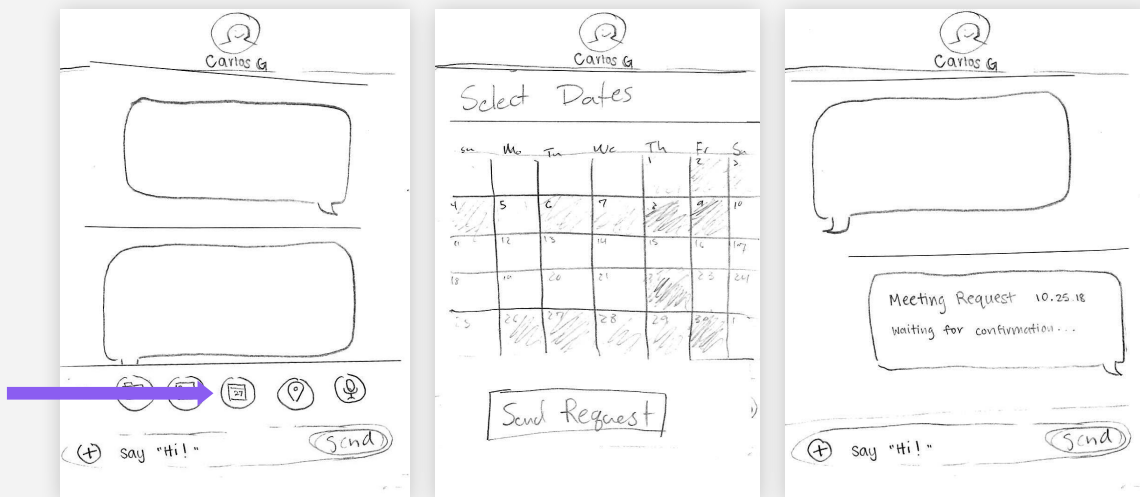 Carlos G
27
say "Hi!"
Send
Carlos G
Select Dates
Su Mo Tu We Th Fr Sa
1 2 3
4 5 6 7 8 9 10
11 12 13 14 15 16 17
18 19 20 21 23 24
25 26 27 28 29 30 1
Send Request
Carlos G
Meeting Request 10.25.18
waiting for confirmation...
say "Hi!"
Send